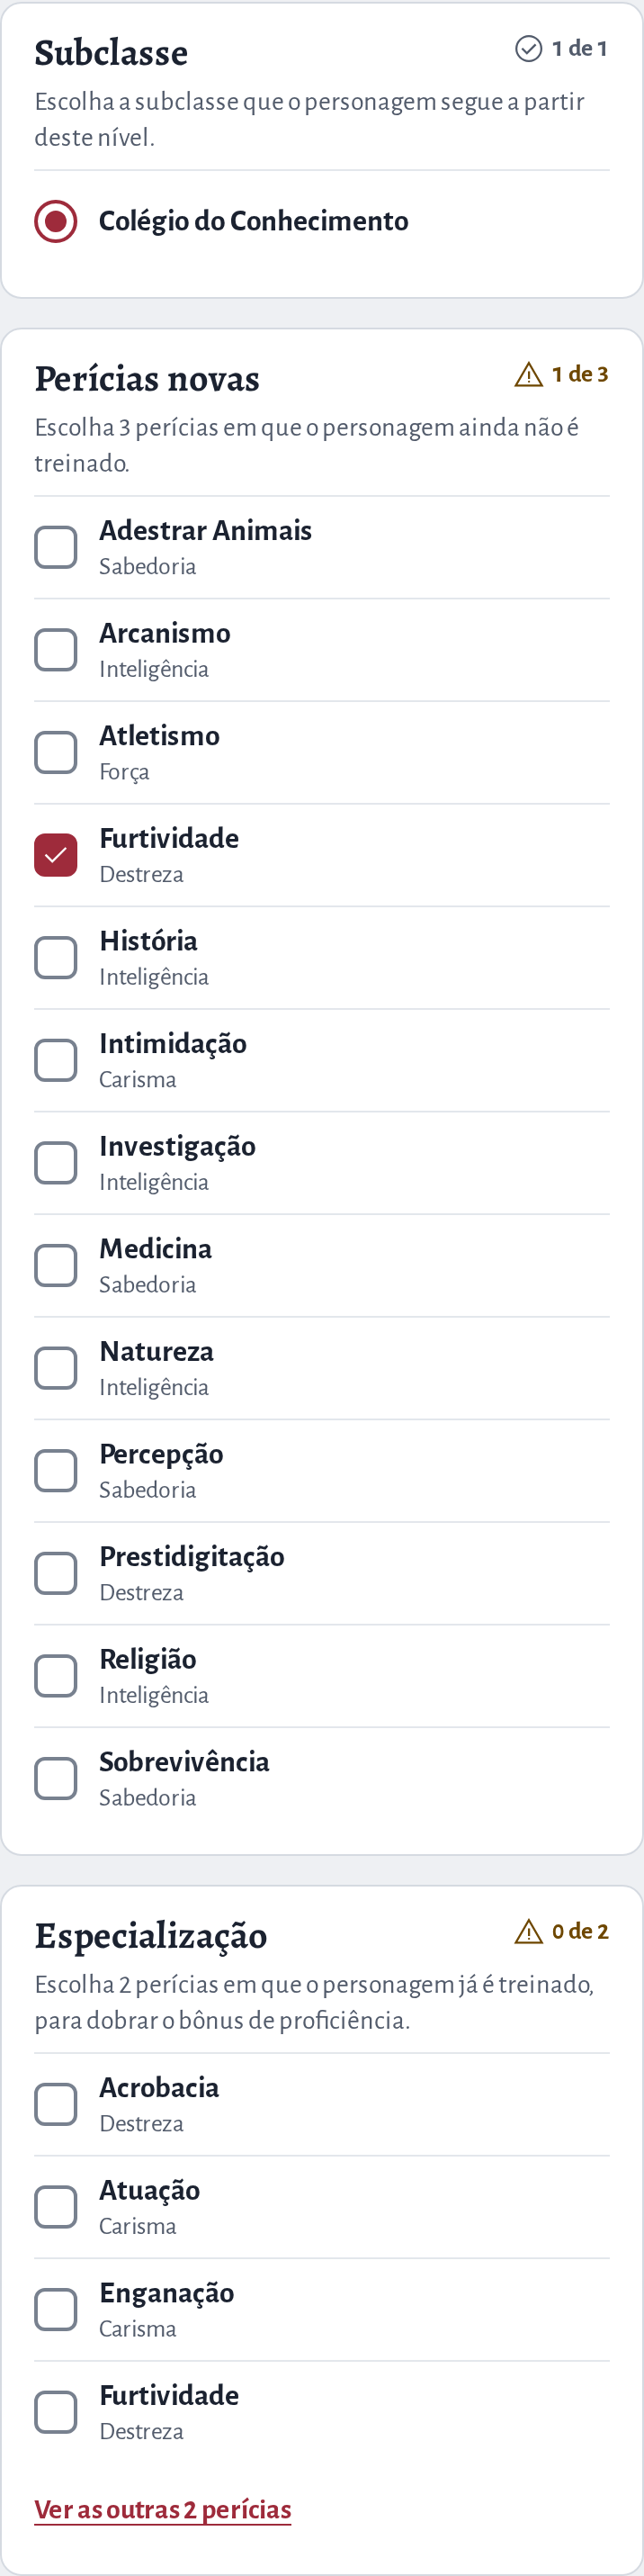 Subclasse
1 de 1
Escolha a subclasse que o personagem segue a partir
deste nível.
Colégio do Conhecimento
Perícias novas
1 de 3
Escolha 3 perícias em que o personagem ainda não é
treinado.
Adestrar Animais
Sabedoria
Arcanismo
Inteligência
Atletismo
Força
Furtividade
Destreza
História
Inteligência
Intimidação
Carisma
Investigação
Inteligência
Medicina
Sabedoria
Natureza
Inteligência
Percepção
Sabedoria
Prestidigitação
Destreza
Religião
Inteligência
Sobrevivência
Sabedoria
Especialização
0 de 2
Escolha 2 perícias em que o personagem já é treinado,
para dobrar o bônus de proficiência.
Acrobacia
Destreza
Atuação
Carisma
Enganação
Carisma
Furtividade
Destreza
Ver as outras 2 perícias